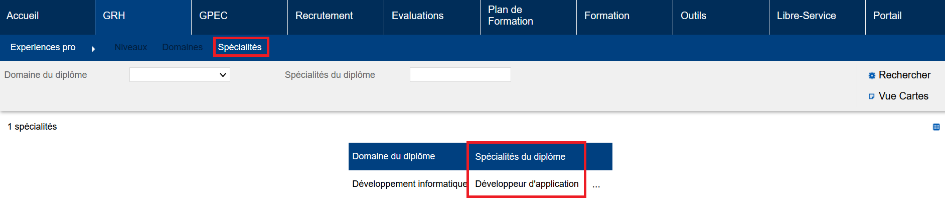 Accueil GRH GPEC Recrutement Evaluations Plan de Formation Formation Outils Libre-Service Portail
Experiences pro Niveaux Domaines Spécialités
Domaine du diplôme Spécialités du diplôme Rechercher
Vue Cartes
1 spécialités
Domaine du diplôme Spécialités du diplôme
Développement informatique Développeur d'application ...